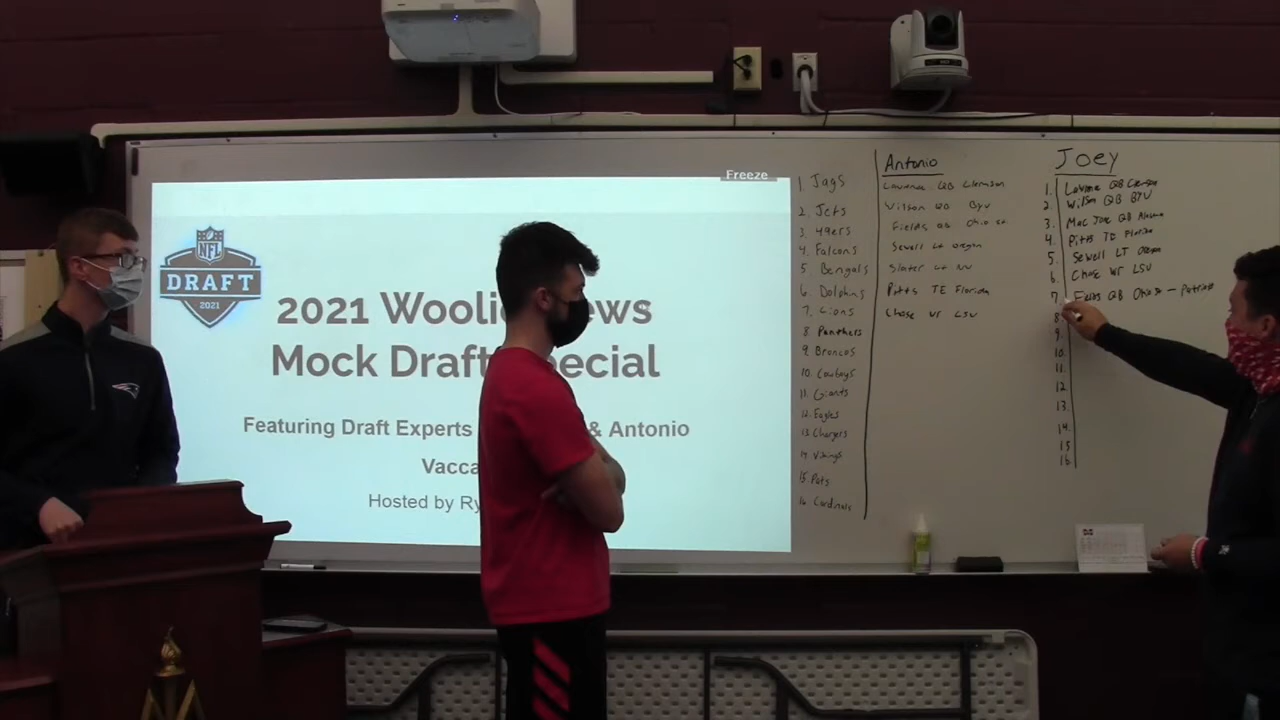 Freeze
NFL
DRAFT
2021
2021 Wooli ews
Mock Draft pecial
Featuring Draft Experts & Antonio
Vacca
Hosted by Ry
1. Jags
2. Jets
3. 49ers
4. Falcons
5. Bengals
6. Dolphins
7. Lions
8. Panthers
9. Broncos
10. Cowboys
11. Giants
12. Eagles
13. Chargers
14. Vikings
15. Pats
16. Cardinals
Antonio
Lawrence QB Clemson
Wilson QB BYU
Fields QB Ohio st
Sewell LT Oregon
Slater LT NU
Pitts TE Florida
Chase Wr LSU
Joey
1. QB Clemson
2. Wilson QB BYU
3. Mac Jone QB
4. Pitts TE Florida
5. Sewell LT Oregon
6. Chase Wr LSU
7. QB Ohio st - Patriots
8.
9.
10.
11.
12.
13.
14.
15
16.